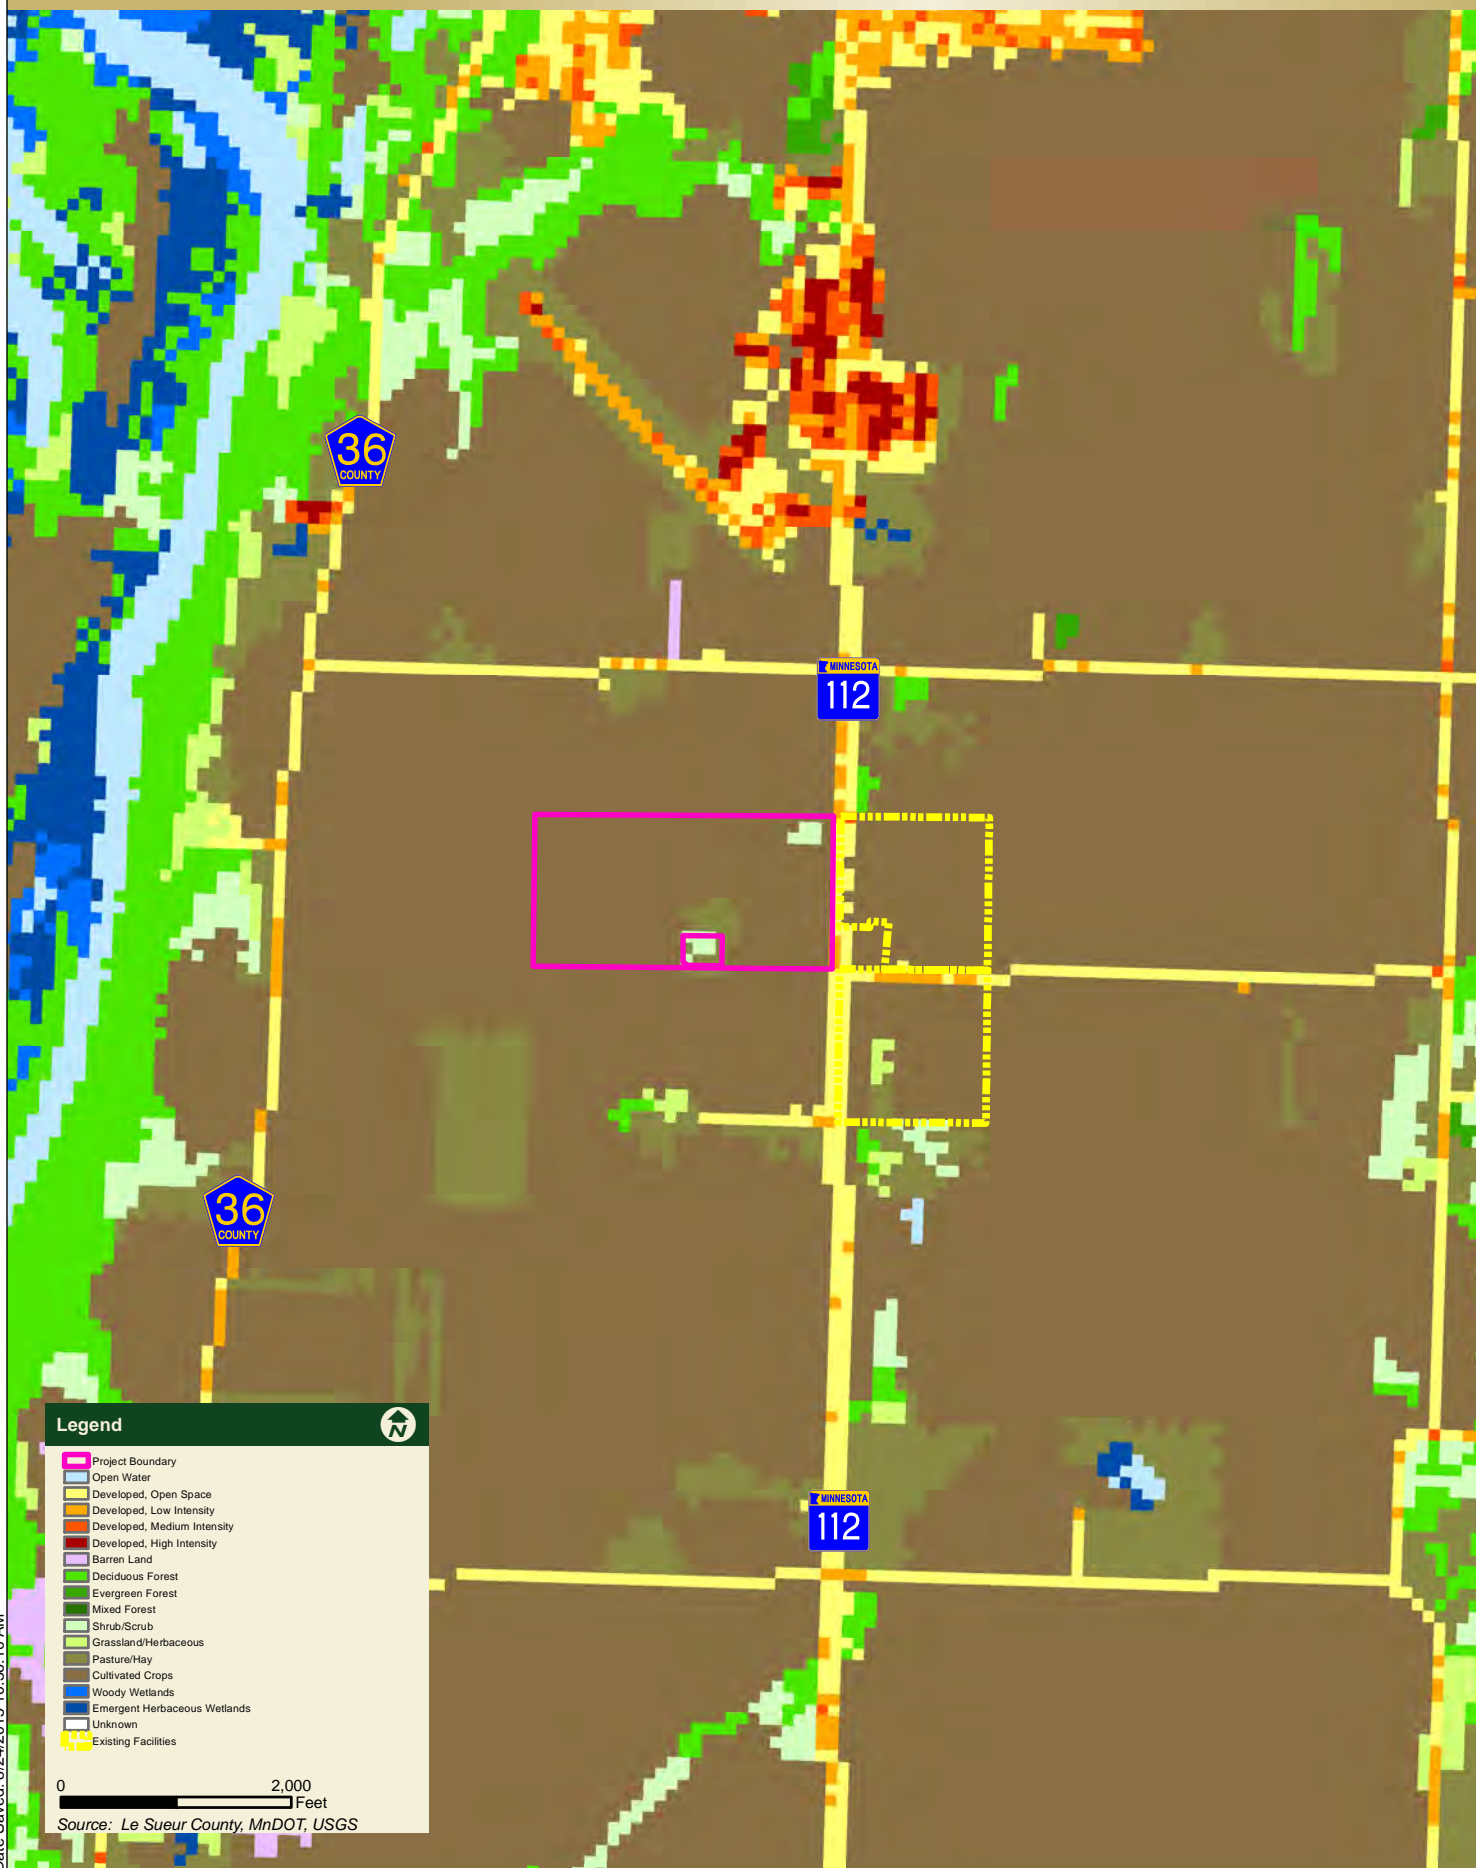 36
COUNTY
MINNESOTA
112
36
COUNTY
MINNESOTA
112
Legend
N
Project Boundary
Open Water
Developed, Open Space
Developed, Low Intensity
Developed, Medium Intensity
Developed, High Intensity
Barren Land
Deciduous Forest
Evergreen Forest
Mixed Forest
Shrub/Scrub
Grassland/Herbaceous
Pasture/Hay
Cultivated Crops
Woody Wetlands
Emergent Herbaceous Wetlands
Unknown
Existing Facilities
0 2,000
Feet
Source: Le Sueur County, MnDOT, USGS